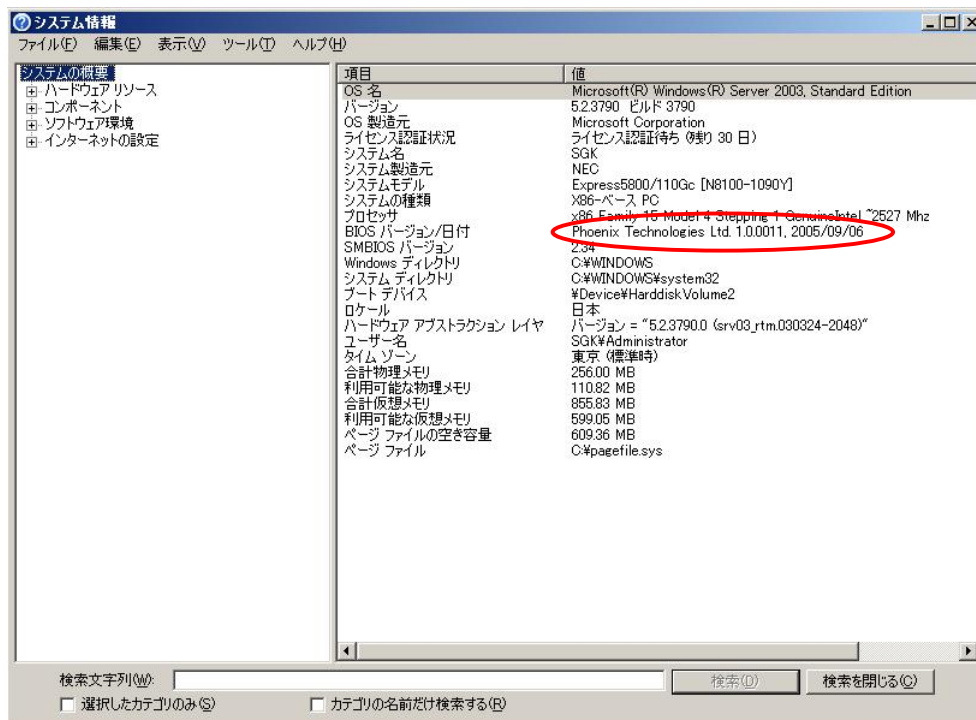 システム情報
ファイル(F) 編集(E) 表示(V) ツール(T) ヘルプ(H)
システムの概要
ハードウェア リソース
コンポーネント
ソフトウェア環境
インターネットの設定
項目 値
OS 名 Microsoft(R) Windows(R) Server 2003, Standard Edition
バージョン 5.2.3790 ビルド 3790
OS 製造元 Microsoft Corporation
ライセンス認証状況 ライセンス認証待ち (残り 30 日)
システム名 SGK
システム製造元 NEC
システムモデル Express5800/110Gc [N8100-1090Y]
システムの種類 X86-ベース PC
プロセッサ x86 Family 15 Model 4 Stepping 1 GenuineIntel ~2527 Mhz
BIOS バージョン/日付 Phoenix Technologies Ltd. 1.0.0011, 2005/09/06
SMBIOS バージョン 2.34
Windows ディレクトリ C:¥WINDOWS
システム ディレクトリ C:¥WINDOWS¥system32
ブート デバイス ¥Device¥HarddiskVolume2
ロケール 日本
ハードウェア アブストラクション レイヤ バージョン = "5.2.3790.0 (srv03_rtm.030324-2048)"
ユーザー名 SGK¥Administrator
タイム ゾーン 東京 (標準時)
合計物理メモリ 256.00 MB
利用可能な物理メモリ 110.82 MB
合計仮想メモリ 855.83 MB
利用可能な仮想メモリ 599.05 MB
ページ ファイルの空き容量 609.36 MB
ページ ファイル C:¥pagefile.sys
検索文字列(W): 検索(D) 検索を閉じる(C)
選択したカテゴリのみ(S) カテゴリの名前だけ検索する(R)